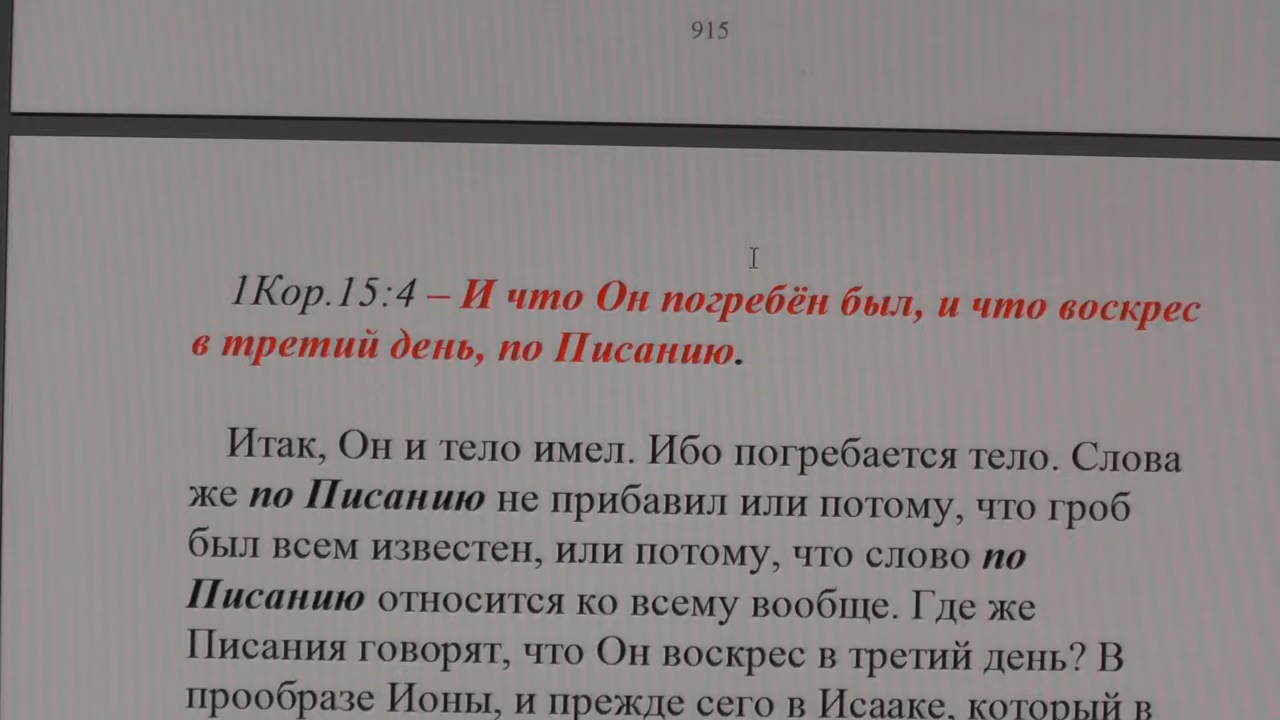 915
1Кор.15:4 – И что Он погребён был, и что воскрес
в третий день, по Писанию.
Итак, Он и тело имел. Ибо погребается тело. Слова
же по Писанию не прибавил или потому, что гроб
был всем известен, или потому, что слово по
Писанию относится ко всему вообще. Где же
Писания говорят, что Он воскрес в третий день? В
прообразе Ионы, и прежде сего в Исааке, который в